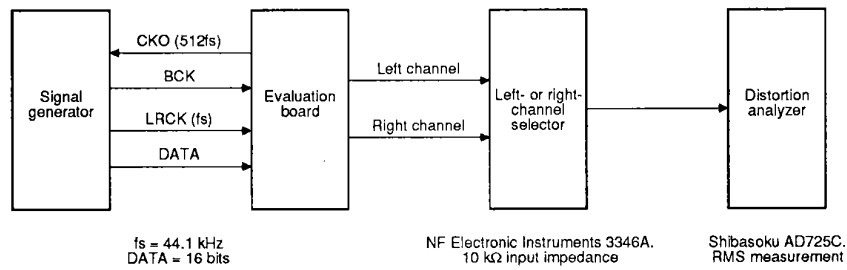 CKO (512fs)
BCK
LRCK (fs)
DATA
Signal
generator
Evaluation
board
Left channel
Right channel
Left- or right-
channel
selector
Distortion
analyzer
fs = 44.1 kHz
DATA = 16 bits
NF Electronic Instruments 3346A.
10 kΩ input impedance
Shibasoku AD725C.
RMS measurement